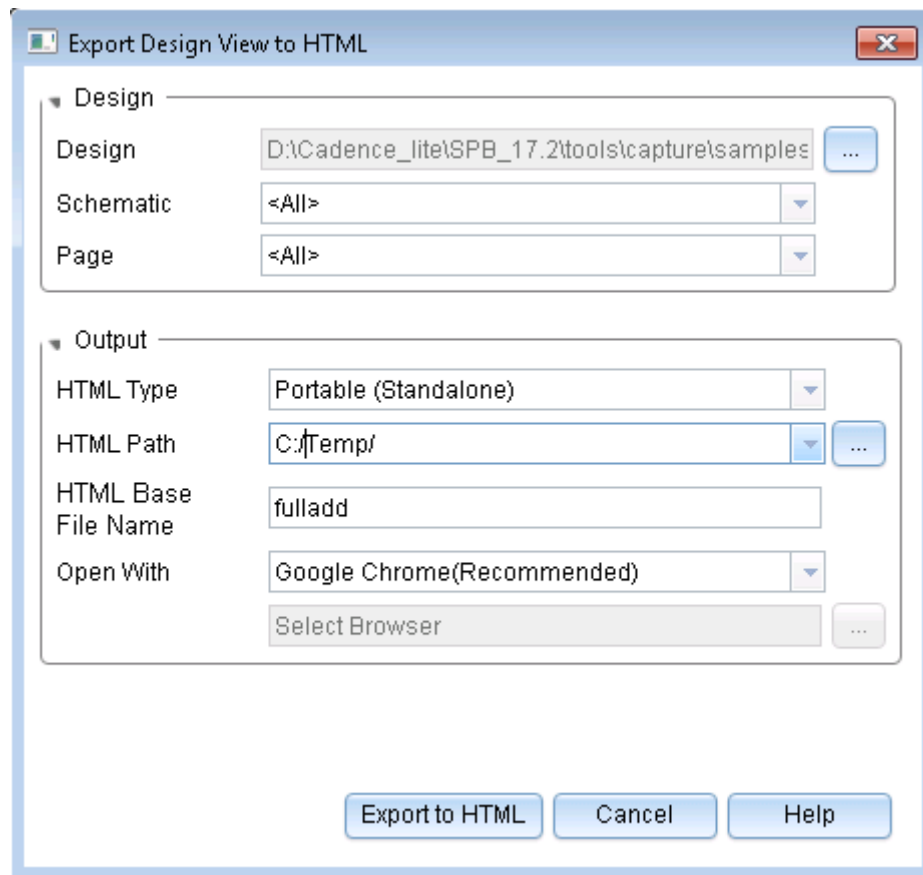 Export Design View to HTML
Design
Design D:\Cadence_lite\SPB_17.2\tools\capture\samples ...
Schematic <All>
Page <All>
Output
HTML Type Portable (Standalone)
HTML Path C:/Temp/ ...
HTML Base
File Name fulladd
Open With Google Chrome(Recommended)
Select Browser ...
Export to HTML Cancel Help